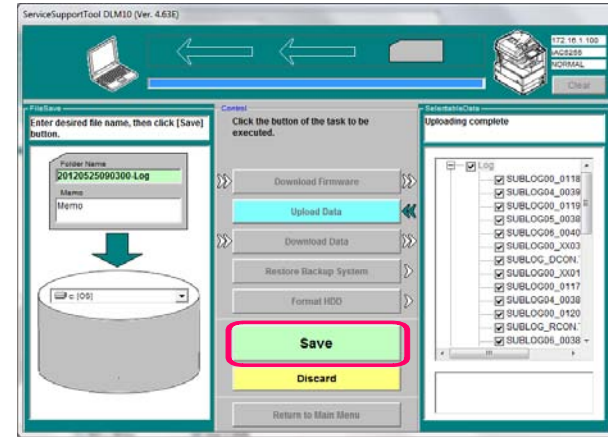 ServiceSupportTool DLM10 (Ver. 4.63E)
172.16.1.100
iAC5255
NORMAL
Clear
FileSave
Enter desired file name, then click [Save]
button.
Folder Name
20120525090300-Log
Memo
Memo
c [OS]
Control
Click the button of the task to be
executed.
Download Firmware
Upload Data
Download Data
Restore Backup System
Format HDD
Save
Discard
Return to Main Menu
SelectableData
Uploading complete
Log
SUBLOG00_0118
SUBLOG04_0039
SUBLOG00_0119
SUBLOG05_0038
SUBLOG06_0040
SUBLOG00_XX03
SUBLOG_DCON.
SUBLOG00_XX01
SUBLOG00_0117
SUBLOG04_0038
SUBLOG00_0120
SUBLOG_RCON.
SUBLOG06_0038